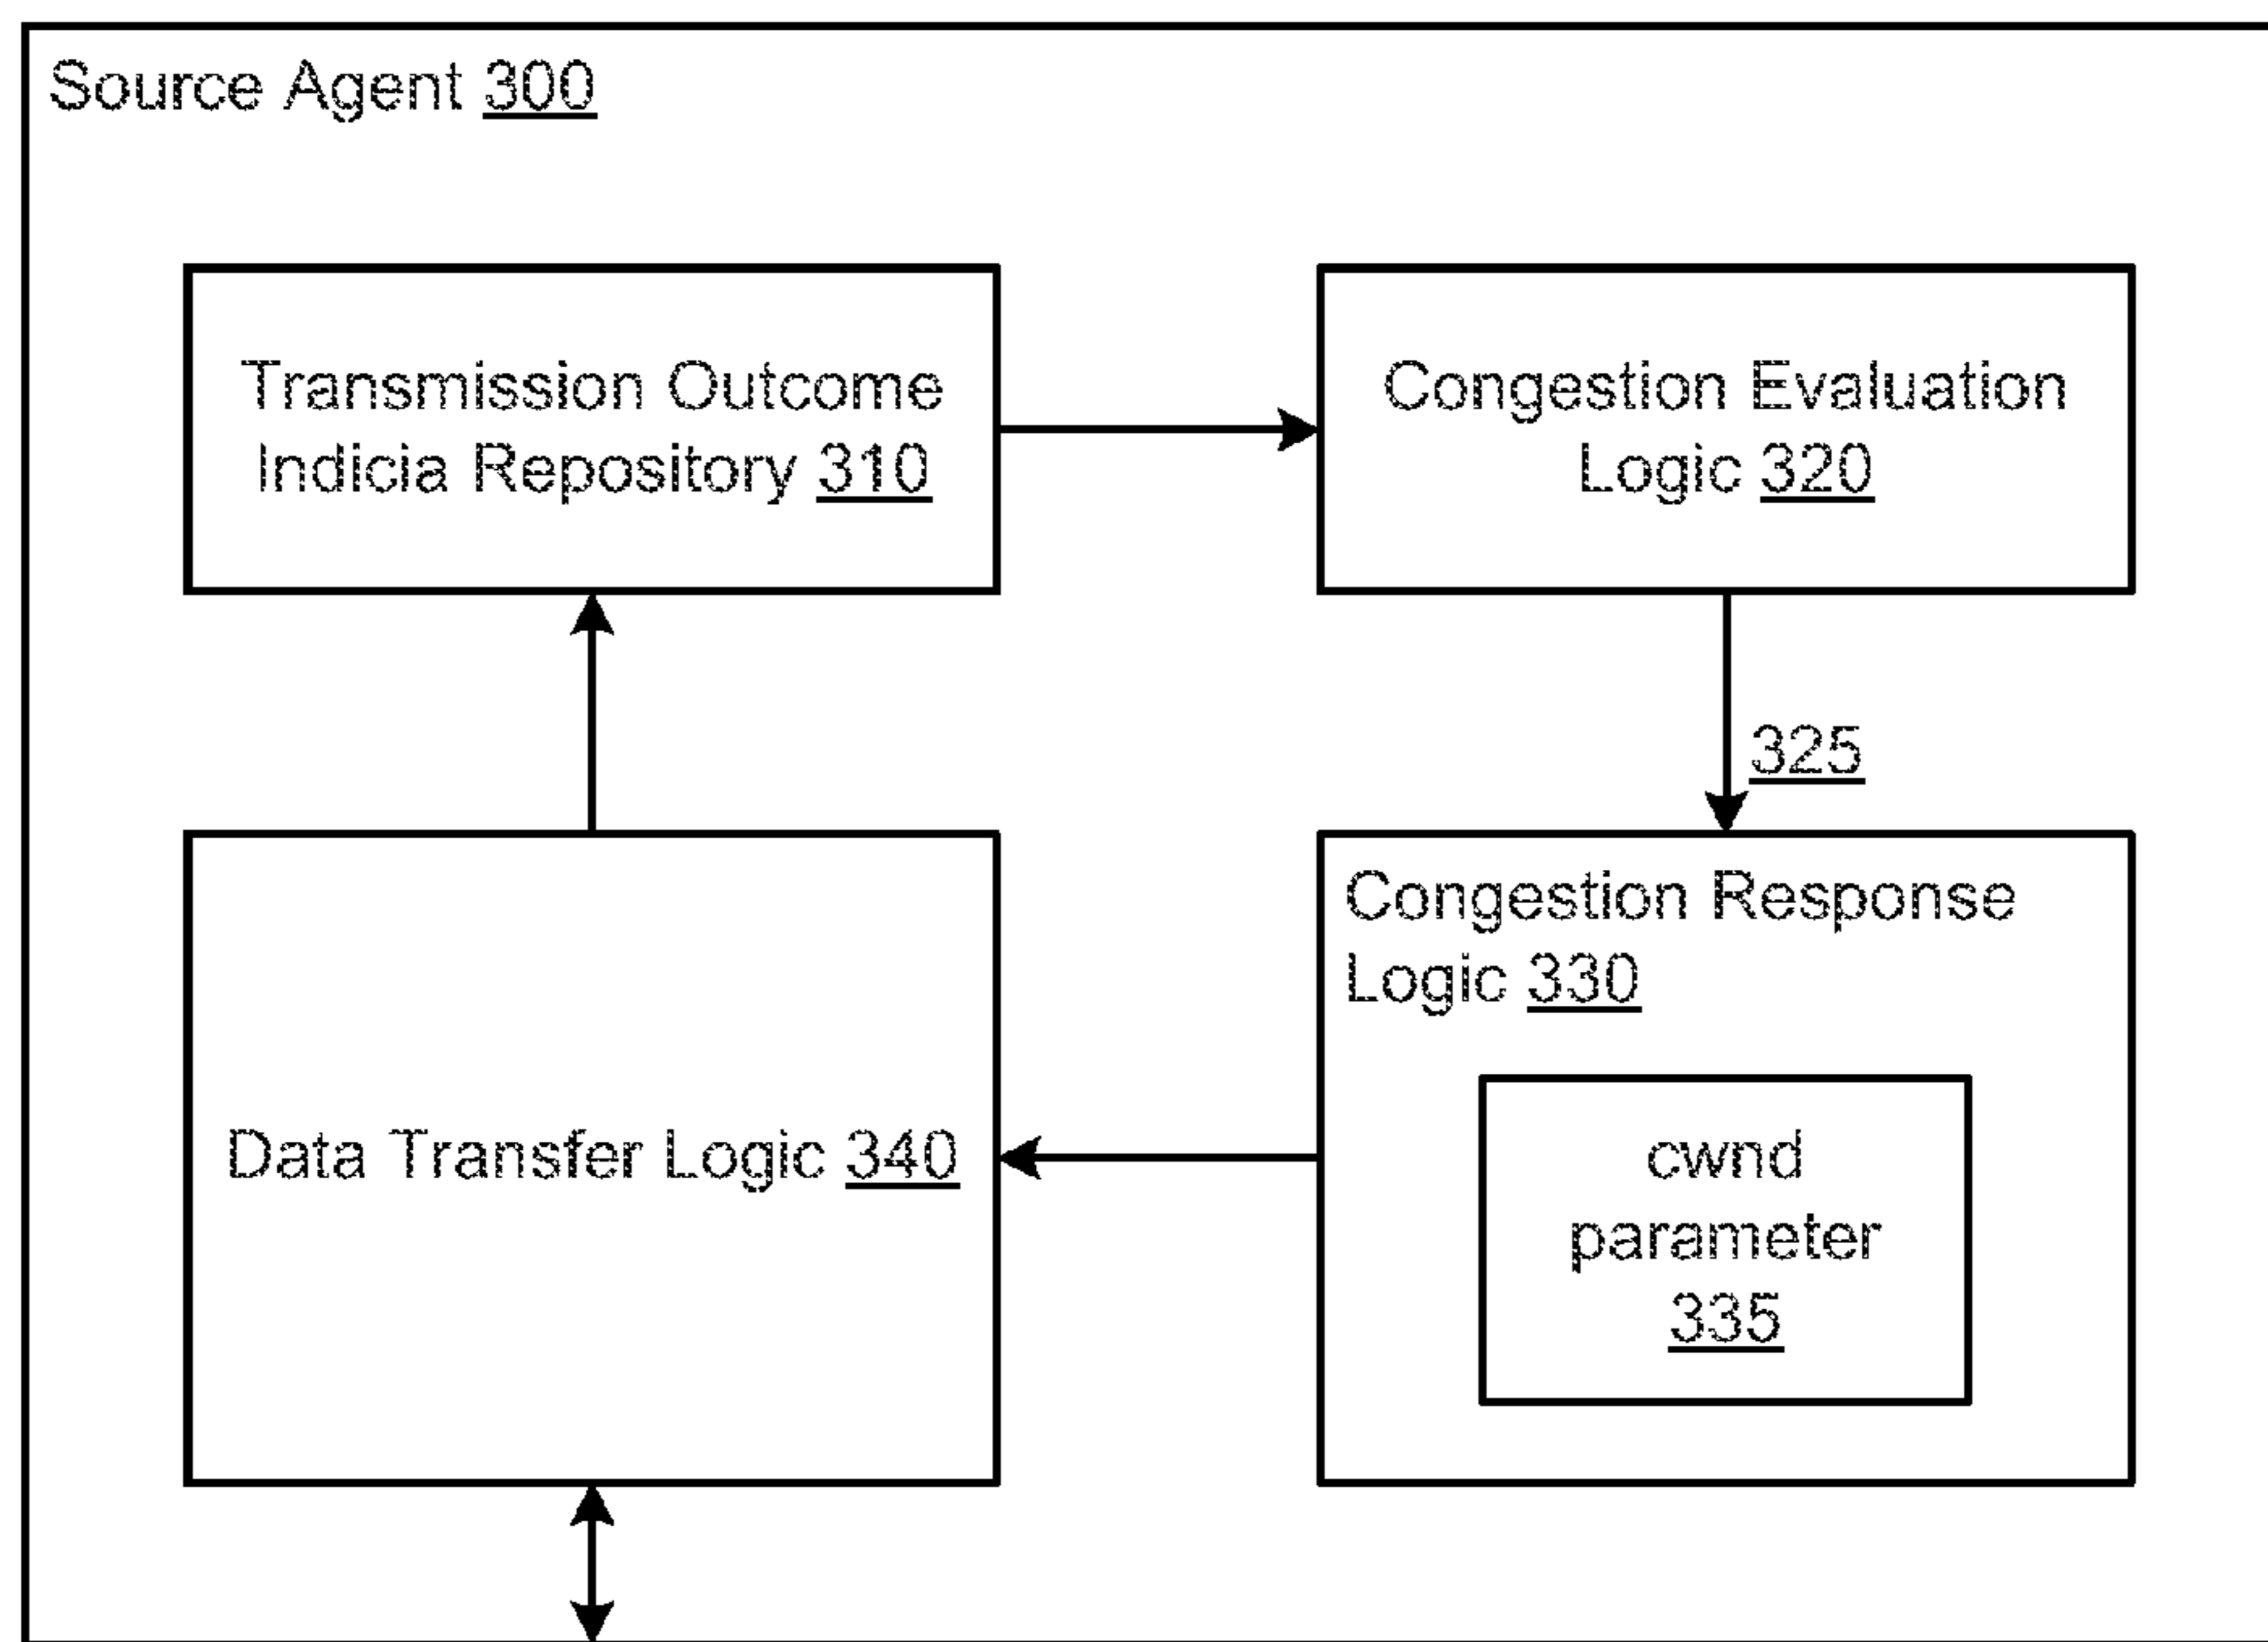 Source Agent 300
Transmission Outcome
Indicia Repository 310
Congestion Evaluation
Logic 320
325
Congestion Response
Logic 330
Data Transfer Logic 340
cwnd
parameter
335